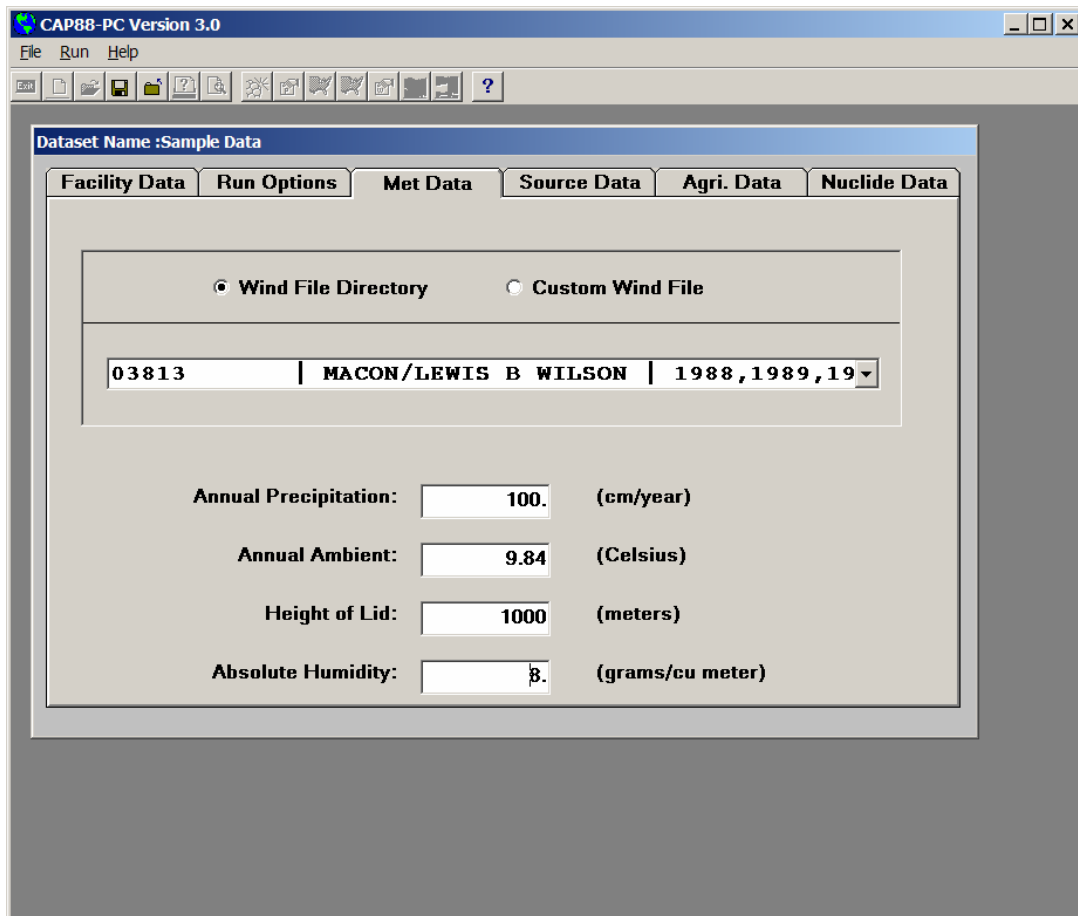 CAP88-PC Version 3.0
File Run Help
Exit ? ?
Dataset Name :Sample Data
Facility Data Run Options Met Data Source Data Agri. Data Nuclide Data
Wind File Directory Custom Wind File
03813 | MACON/LEWIS B WILSON | 1988,1989,19
Annual Precipitation: 100. (cm/year)
Annual Ambient: 9.84 (Celsius)
Height of Lid: 1000 (meters)
Absolute Humidity: 8. (grams/cu meter)